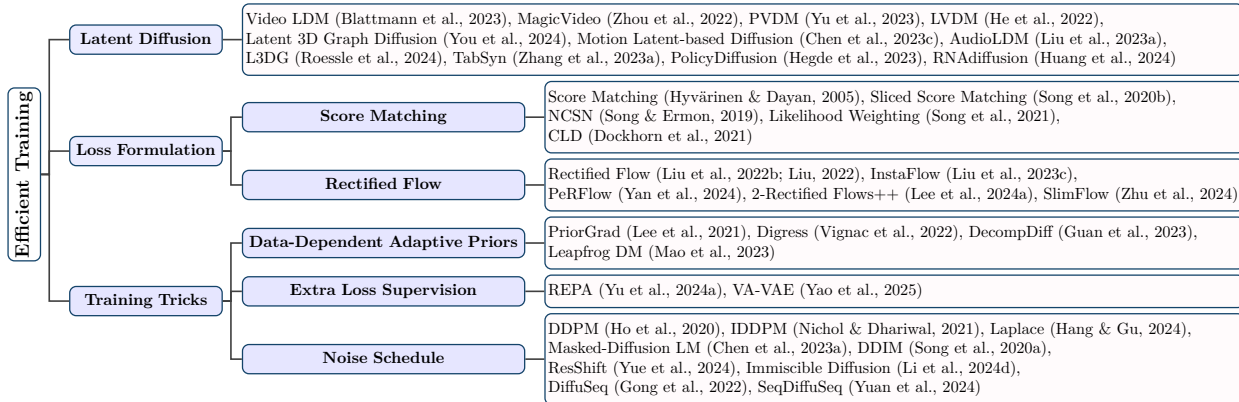 Efficient Training
Latent Diffusion
Video LDM (Blattmann et al., 2023), MagicVideo (Zhou et al., 2022), PVDM (Yu et al., 2023), LVDM (He et al., 2022),
Latent 3D Graph Diffusion (You et al., 2024), Motion Latent-based Diffusion (Chen et al., 2023c), AudioLDM (Liu et al., 2023a),
L3DG (Roessle et al., 2024), TabSyn (Zhang et al., 2023a), PolicyDiffusion (Hegde et al., 2023), RNAdiffusion (Huang et al., 2024)
Loss Formulation
Score Matching
Score Matching (Hyvärinen & Dayan, 2005), Sliced Score Matching (Song et al., 2020b),
NCSN (Song & Ermon, 2019), Likelihood Weighting (Song et al., 2021),
CLD (Dockhorn et al., 2021)
Rectified Flow
Rectified Flow (Liu et al., 2022b; Liu, 2022), InstaFlow (Liu et al., 2023c),
PeRFlow (Yan et al., 2024), 2-Rectified Flows++ (Lee et al., 2024a), SlimFlow (Zhu et al., 2024)
Training Tricks
Data-Dependent Adaptive Priors
PriorGrad (Lee et al., 2021), Digress (Vignac et al., 2022), DecompDiff (Guan et al., 2023),
Leapfrog DM (Mao et al., 2023)
Extra Loss Supervision
REPA (Yu et al., 2024a), VA-VAE (Yao et al., 2025)
Noise Schedule
DDPM (Ho et al., 2020), IDDPM (Nichol & Dhariwal, 2021), Laplace (Hang & Gu, 2024),
Masked-Diffusion LM (Chen et al., 2023a), DDIM (Song et al., 2020a),
ResShift (Yue et al., 2024), Immiscible Diffusion (Li et al., 2024d),
DiffuSeq (Gong et al., 2022), SeqDiffuSeq (Yuan et al., 2024)